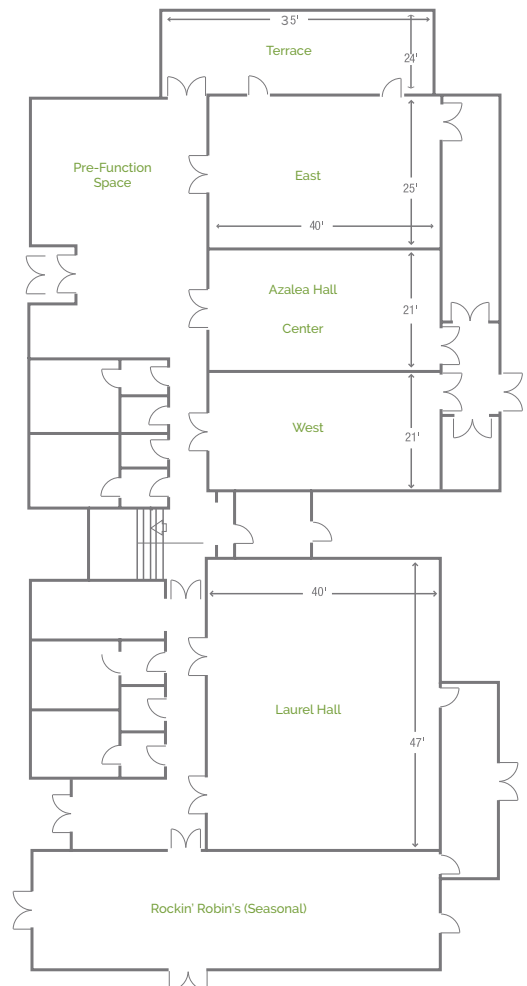 35'
Terrace
24'
Pre-Function
Space
East
25'
40'
Azalea Hall
21'
Center
West
21'
40'
Laurel Hall
47'
Rockin' Robin's (Seasonal)